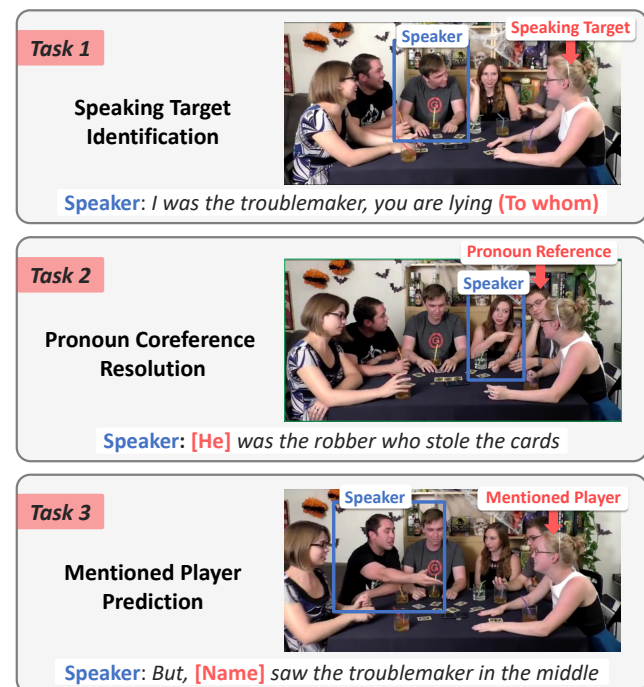 Task 1
Speaking Target
Identification
Speaker
Speaking Target
Speaker: I was the troublemaker, you are lying (To whom)
Task 2
Pronoun Coreference
Resolution
Pronoun Reference
Speaker
Speaker: [He] was the robber who stole the cards
Task 3
Mentioned Player
Prediction
Speaker
Mentioned Player
Speaker: But, [Name] saw the troublemaker in the middle